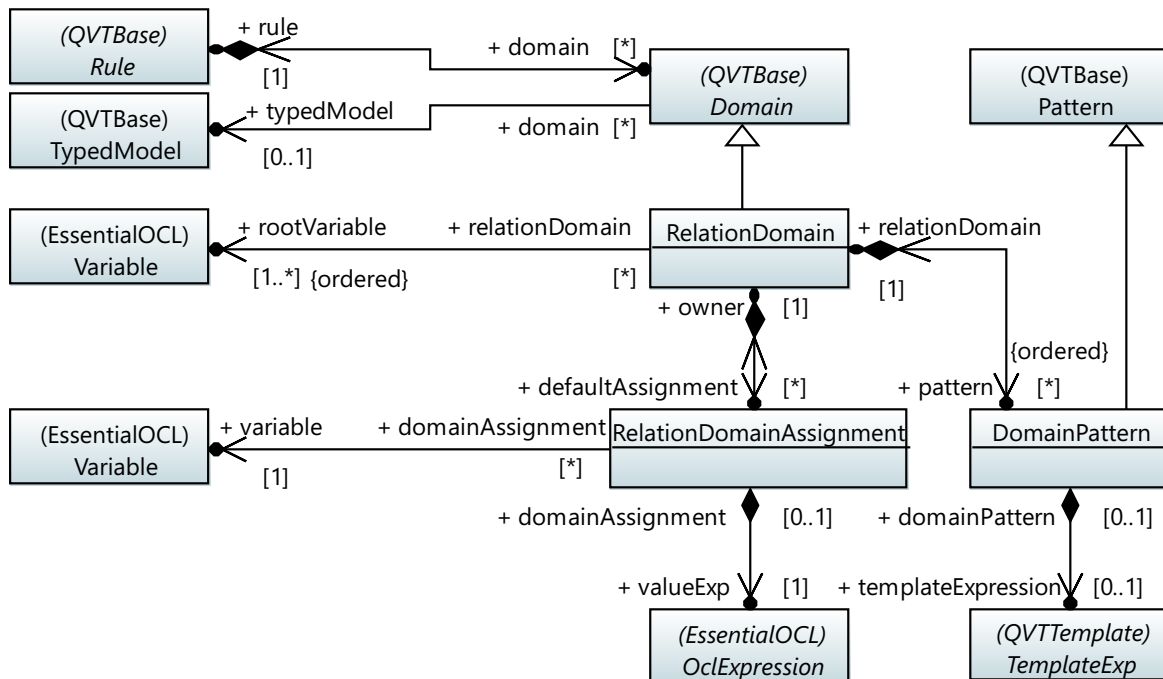 (QVTBase)
Rule
+ rule
[1]
+ domain
[*]
(QVTBase)
Domain
(QVTBase)
Pattern
(QVTBase)
TypedModel
+ typedModel
[0..1]
+ domain
[*]
(EssentialOCL)
Variable
+ rootVariable
[1..*]
{ordered}
+ relationDomain
[*]
RelationDomain
+ relationDomain
[1]
+ owner
[1]
{ordered}
+ defaultAssignment
[*]
+ pattern
[*]
(EssentialOCL)
Variable
+ variable
[1]
+ domainAssignment
[*]
RelationDomainAssignment
DomainPattern
+ domainAssignment
[0..1]
+ domainPattern
[0..1]
+ valueExp
[1]
+ templateExpression
[0..1]
(EssentialOCL)
OclExpression
(QVTTemplate)
TemplateExp